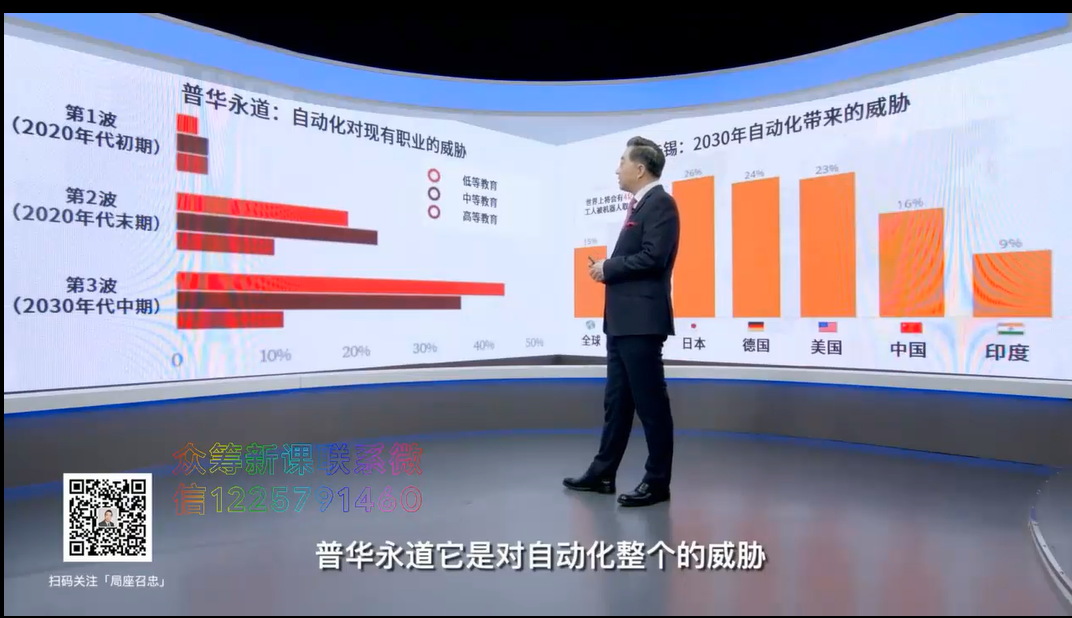 普华永道：自动化对现有职业的威胁
第1波
（2020年代初期）
第2波
（2020年代末期）
第3波
（2030年代中期）
低等教育
中等教育
高等教育
0
10%
20%
30%
40%
50%
锡：2030年自动化带来的威胁
世界上将会有
工人被机器人取
26%
24%
23%
16%
9%
全球
日本
德国
美国
中国
印度
众筹新课联系微
信1225791460
扫码关注「局座召忠」
普华永道它是对自动化整个的威胁